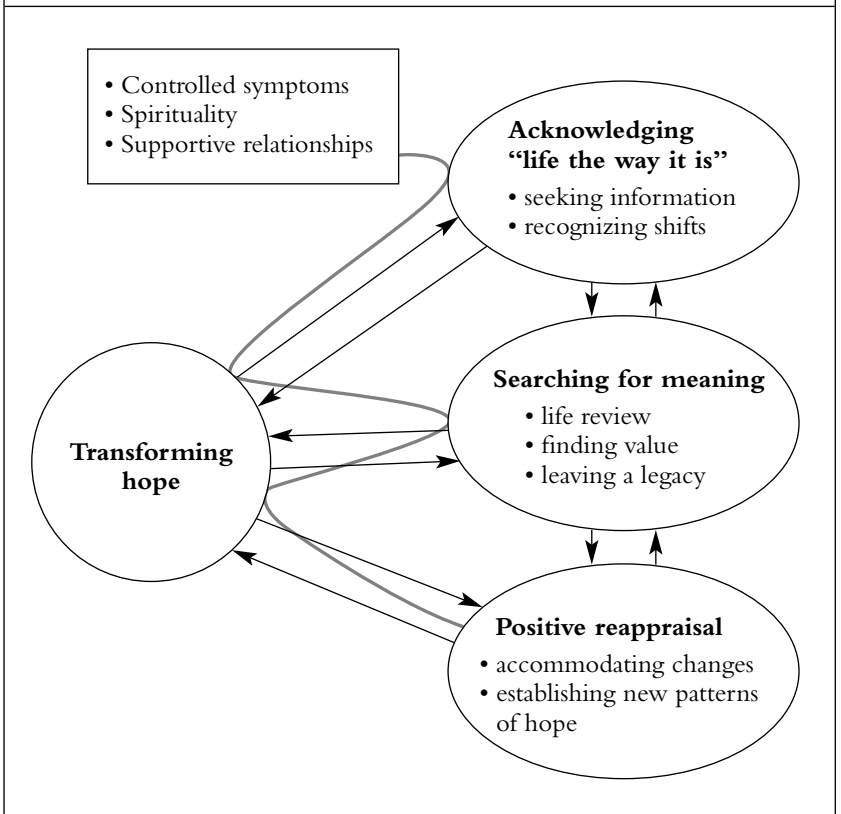 • Controlled symptoms
• Spirituality
• Supportive relationships
Acknowledging
“life the way it is”
• seeking information
• recognizing shifts
Searching for meaning
• life review
• finding value
• leaving a legacy
Transforming
hope
Positive reappraisal
• accommodating changes
• establishing new patterns
of hope